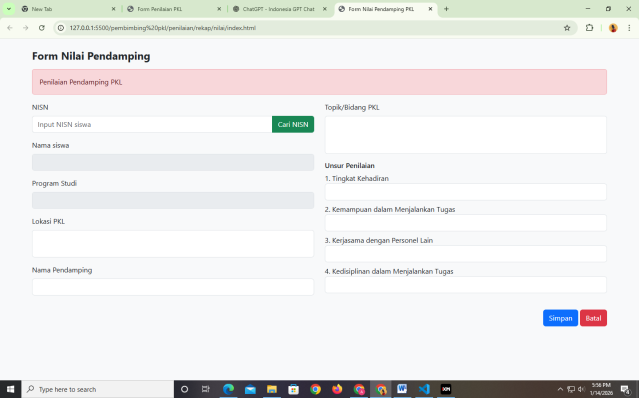 New Tab
Form Penilaian PKL
ChatGPT - Indonesia GPT Chat
Form Nilai Pendamping PKL
127.0.0.1:5500/pembimbing%20pkl/penilaian/rekap/nilai/index.html
Form Nilai Pendamping
Penilaian Pendamping PKL
NISN
Input NISN siswa
Cari NISN
Nama siswa
Program Studi
Lokasi PKL
Nama Pendamping
Topik/Bidang PKL
Unsur Penilaian
1. Tingkat Kehadiran
2. Kemampuan dalam Menjalankan Tugas
3. Kerjasama dengan Personel Lain
4. Kedisiplinan dalam Menjalankan Tugas
Simpan
Batal
Type here to search
5:56 PM
1/14/2026